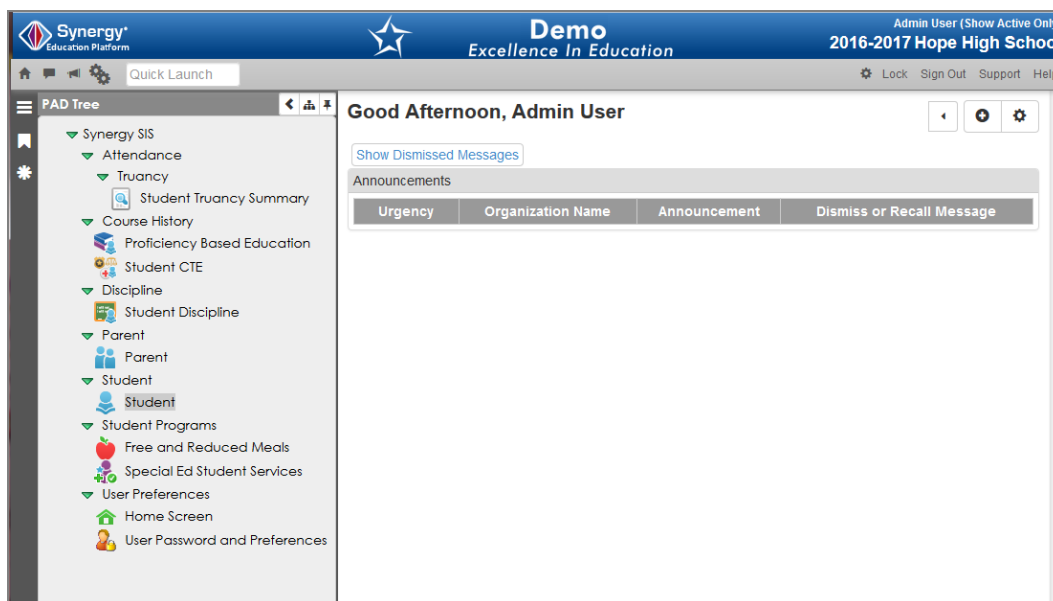 Synergy
Education Platform
Demo
Excellence In Education
Admin User (Show Active Onl
2016-2017 Hope High Schoo
Quick Launch
Lock Sign Out Support Hel
PAD Tree
Synergy SIS
Attendance
Truancy
Student Truancy Summary
Course History
Proficiency Based Education
Student CTE
Discipline
Student Discipline
Parent
Parent
Student
Student
Student Programs
Free and Reduced Meals
Special Ed Student Services
User Preferences
Home Screen
User Password and Preferences
Good Afternoon, Admin User
Show Dismissed Messages
Announcements
Urgency Organization Name Announcement Dismiss or Recall Message